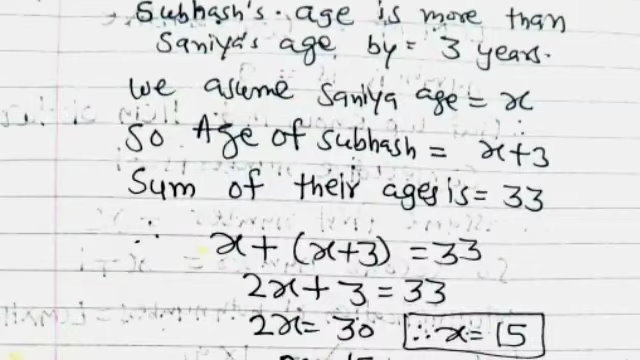 Subhash's. age is more than
Saniya's age by = 3 years.
we asume Saniya age = x
So Age of subhash = x+3
Sum of their ages is = 33
∴ x + (x+3) = 33
2x + 3 = 33
2x = 30 ∴ x = 15